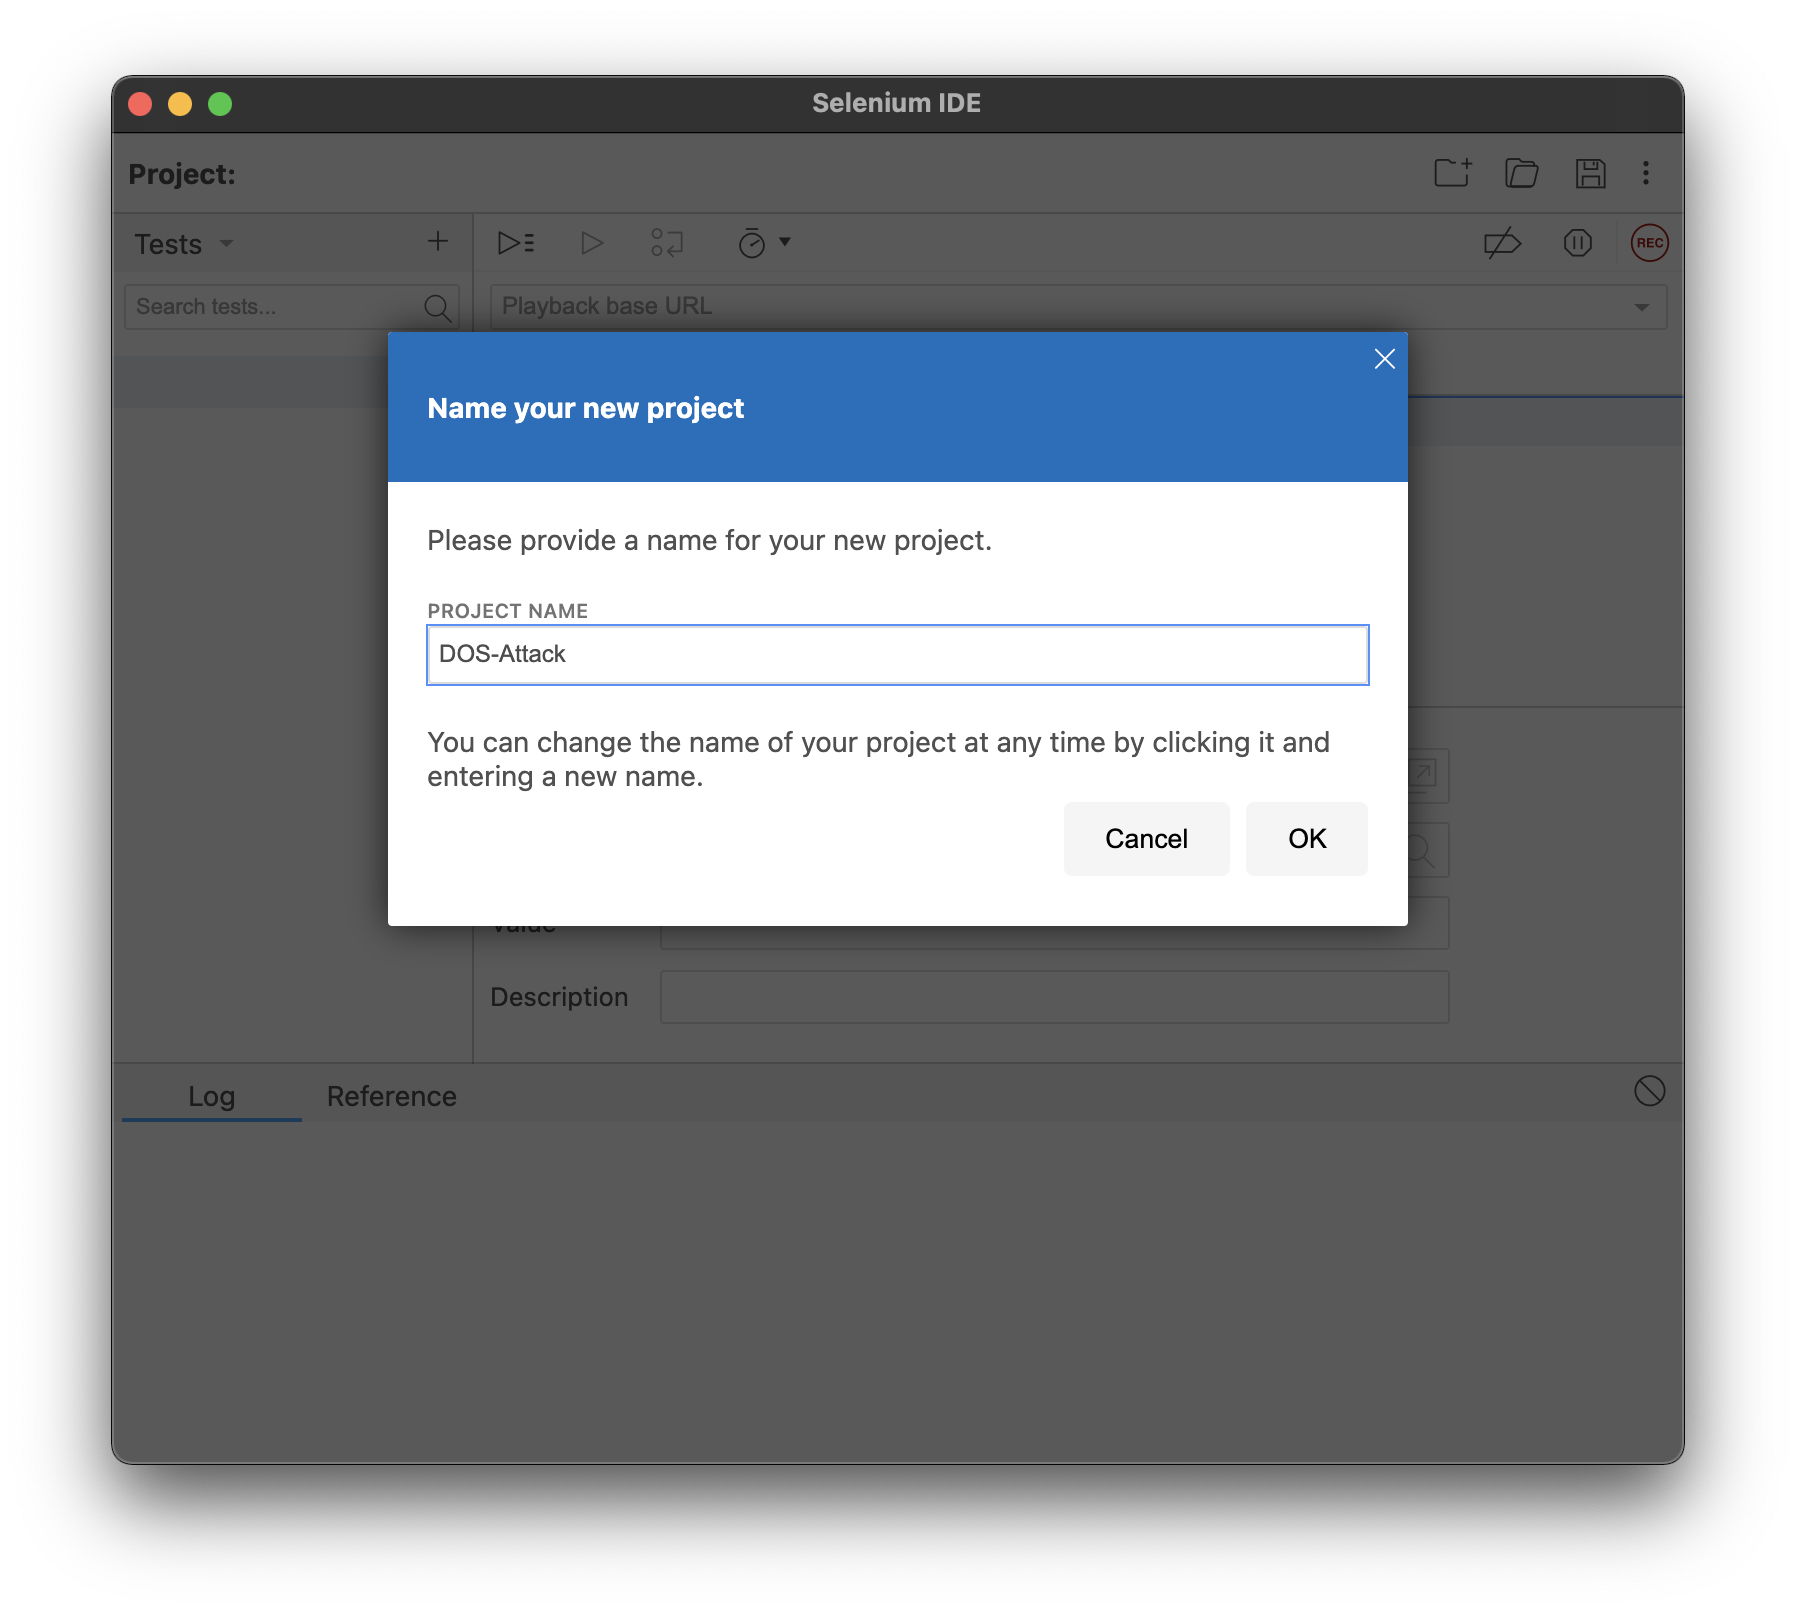 Selenium IDE
Project:
Tests
REC
Search tests...
Playback base URL
Name your new project
Please provide a name for your new project.
PROJECT NAME
DOS-Attack
You can change the name of your project at any time by clicking it and
entering a new name.
Cancel
OK
Value
Description
Log
Reference